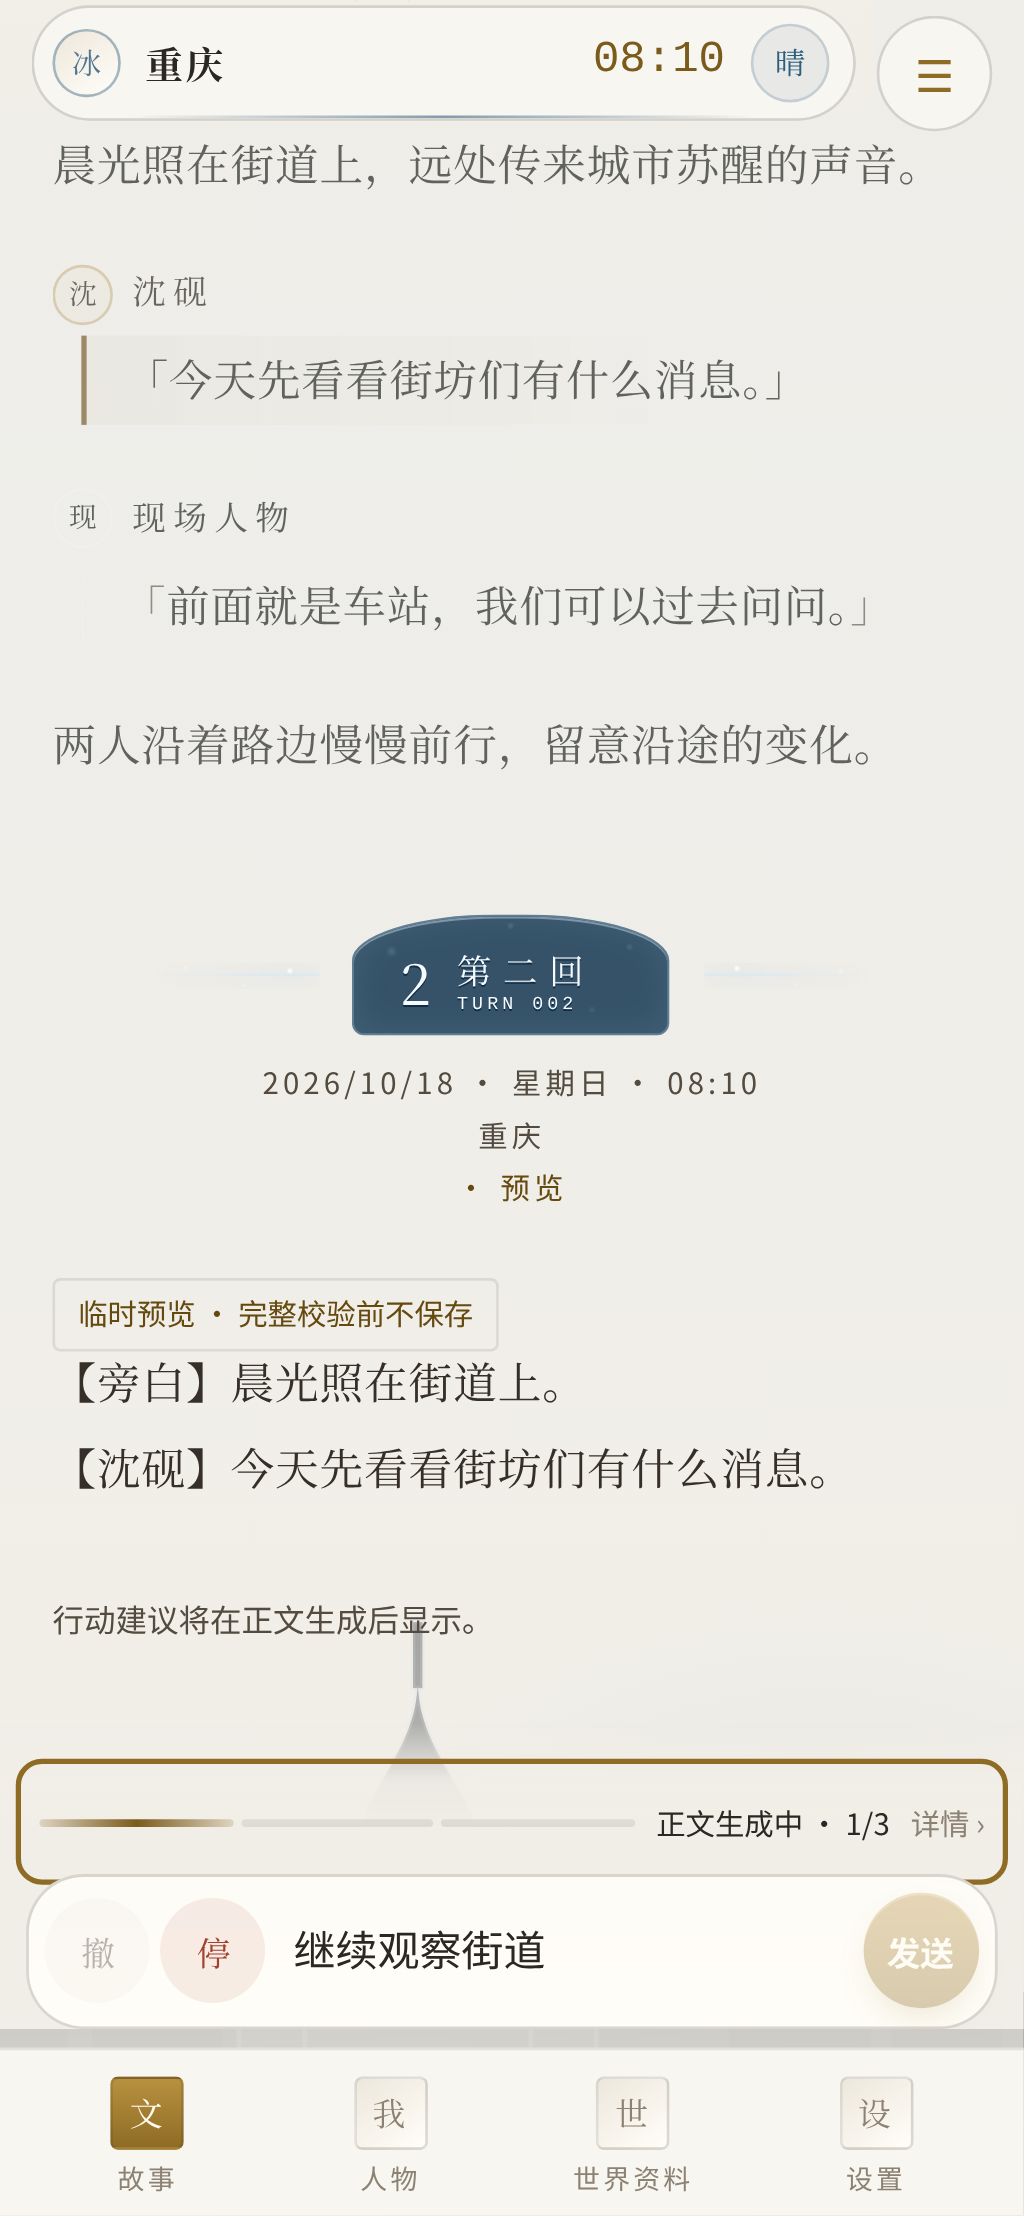 冰 重庆 08:10 晴 ☰
晨光照在街道上，远处传来城市苏醒的声音。
沈 沈砚
「今天先看看街坊们有什么消息。」
现 现场人物
「前面就是车站，我们可以过去问问。」
两人沿着路边慢慢前行，留意沿途的变化。
2 第二回
TURN 002
2026/10/18 · 星期日 · 08:10
重庆
· 预览
临时预览 · 完整校验前不保存
【旁白】晨光照在街道上。
【沈砚】今天先看看街坊们有什么消息。
行动建议将在正文生成后显示。
正文生成中 · 1/3 详情 ›
撤 停 继续观察街道 发送
文 我 世 设
故事 人物 世界资料 设置